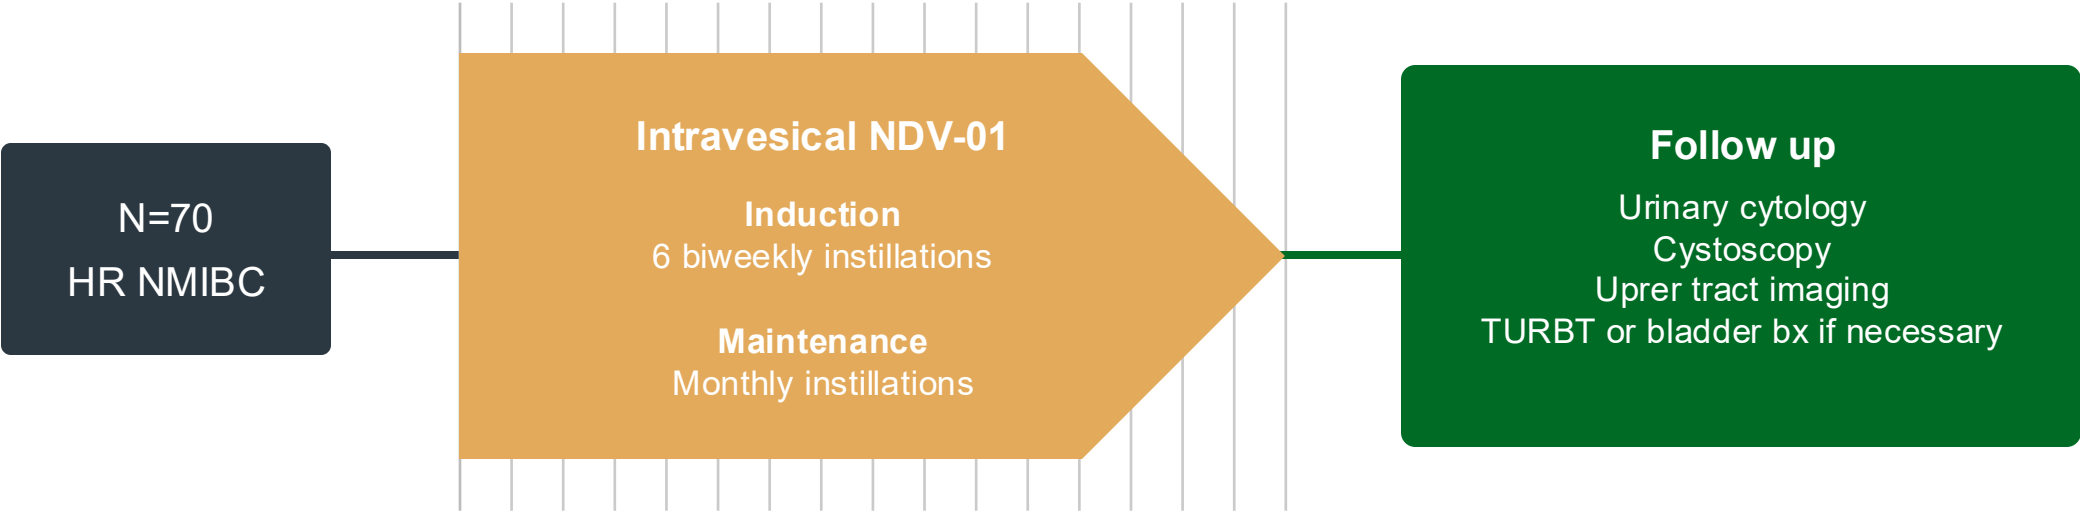 N=70
HR NMIBC
Intravesical NDV-01
Induction
6 biweekly instillations
Maintenance
Monthly instillations
Follow up
Urinary cytology
Cystoscopy
Uprer tract imaging
TURBT or bladder bx if necessary